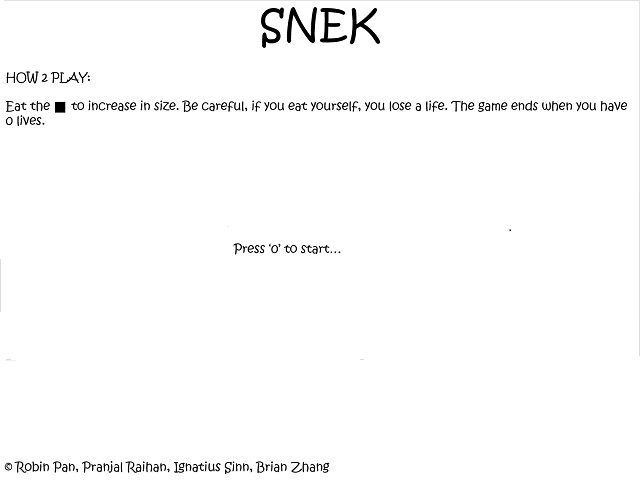 SNEK
HOW 2 PLAY:
Eat the ■ to increase in size. Be careful, if you eat yourself, you lose a life. The game ends when you have
0 lives.
Press ‘0’ to start...
© Robin Pan, Pranjal Raihan, Ignatius Sinn, Brian Zhang